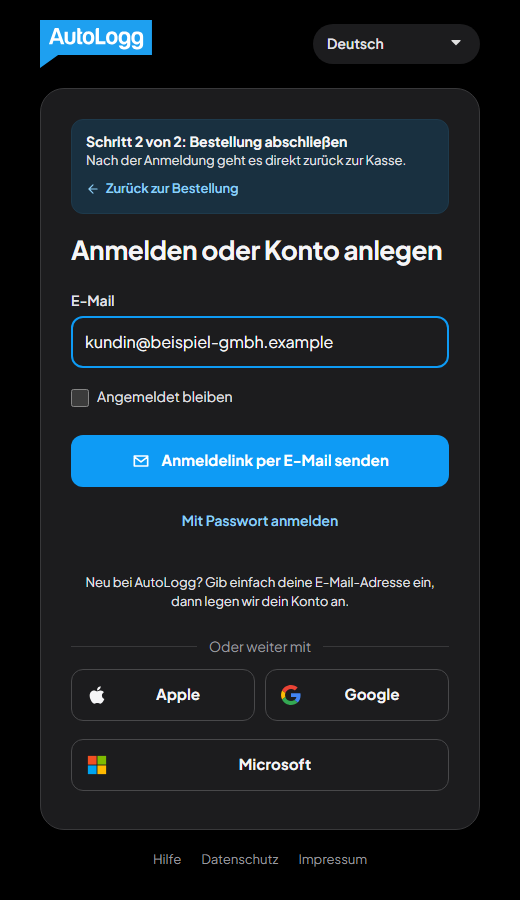 AutoLogg
Deutsch
Schritt 2 von 2: Bestellung abschließen
Nach der Anmeldung geht es direkt zurück zur Kasse.
← Zurück zur Bestellung
Anmelden oder Konto anlegen
E-Mail
kundin@beispiel-gmbh.example
Angemeldet bleiben
Anmeldelink per E-Mail senden
Mit Passwort anmelden
Neu bei AutoLogg? Gib einfach deine E-Mail-Adresse ein,
dann legen wir dein Konto an.
Oder weiter mit
Apple
Google
Microsoft
Hilfe Datenschutz Impressum